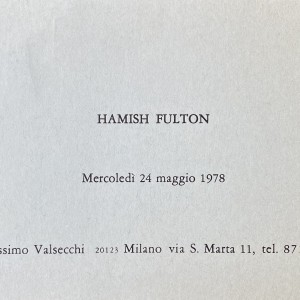 HAMISH FULTON
Mercoledì 24 maggio 1978
ssimo Valsecchi 20123 Milano via S. Marta 11, tel. 87